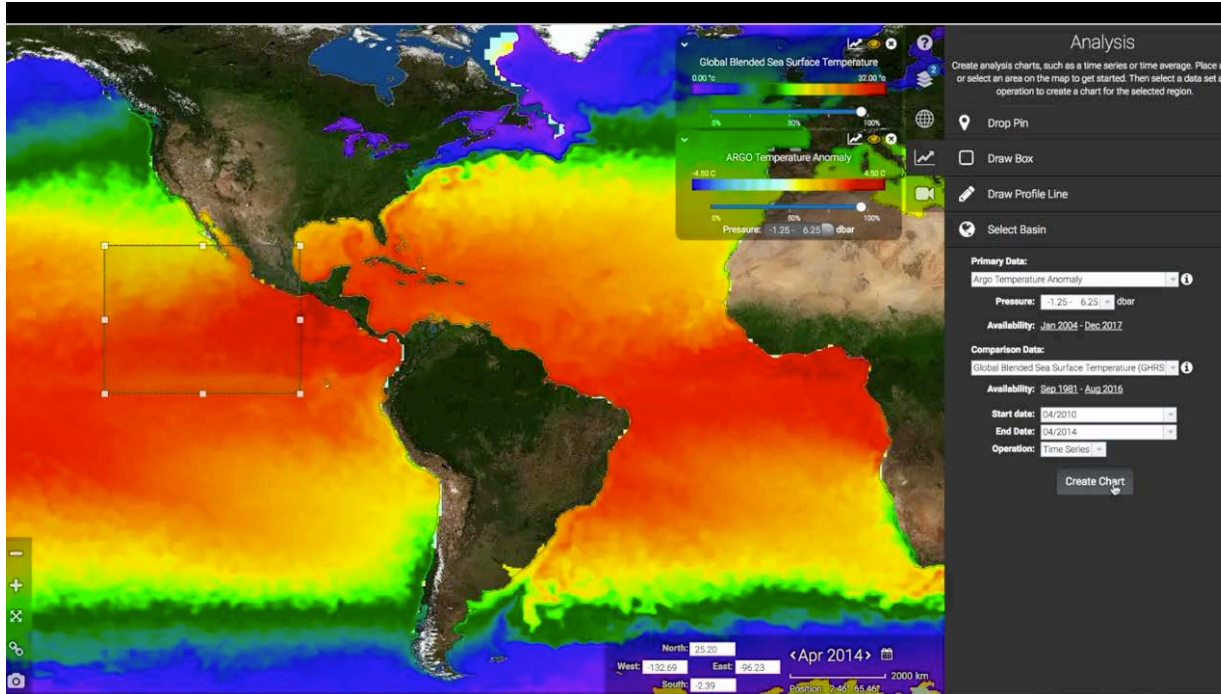 Global Blended Sea Surface Temperature
0.00 °c 32.00 °c
0% 50% 100%
ARGO Temperature Anomaly
-4.50 C 4.50 C
0% 50% 100%
Pressure: -1.25 - 6.25 dbar
?
2
Analysis
Create analysis charts, such as a time series or time average. Place a
or select an area on the map to get started. Then select a data set a
operation to create a chart for the selected region.
Drop Pin
Draw Box
Draw Profile Line
Select Basin
Primary Data:
Argo Temperature Anomaly
Pressure: -1.25 - 6.25 dbar
Availability: Jan 2004 - Dec 2017
Comparison Data:
Global Blended Sea Surface Temperature (GHRS
Availability: Sep 1981 - Aug 2016
Start date: 04/2010
End Date: 04/2014
Operation: Time Series
Create Chart
North: 25.20
West: -132.69 East: -96.23
South: -2.39
<Apr 2014>
2000 km
Position: 2.46°, 65.46°